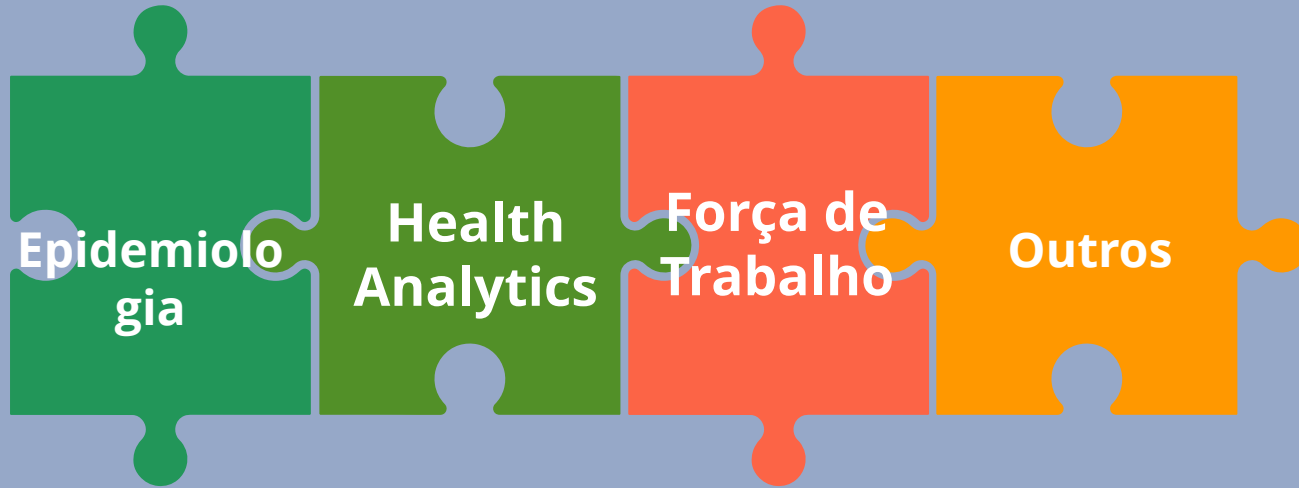 Epidemiolo
gia
Health
Analytics
Força de
Trabalho
Outros